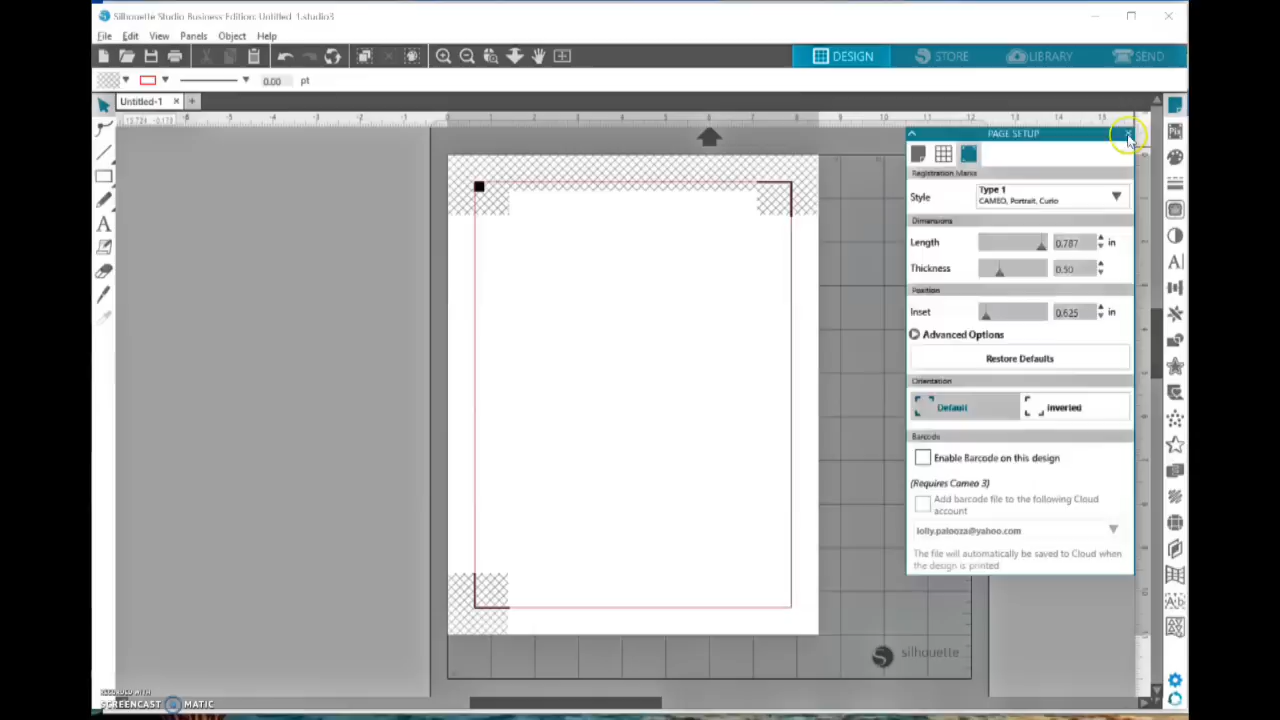 Silhouette Studio Business Edition: Untitled_1.studio3
File Edit View Panels Object Help
DESIGN STORE LIBRARY SEND
0.00 pt
Untitled-1
PAGE SETUP
Registration Marks
Style Type 1
CAMEO, Portrait, Curio
Dimensions
Length 0.787 in
Thickness 0.50
Position
Inset 0.625 in
Advanced Options
Restore Defaults
Orientation
Default Inverted
Barcode
Enable Barcode on this design
(Requires Cameo 3)
Add barcode file to the following Cloud
account
lolly.palooza@yahoo.com
The file will automatically be saved to Cloud when
the design is printed
silhouette
RECORDED WITH
SCREENCAST MATIC